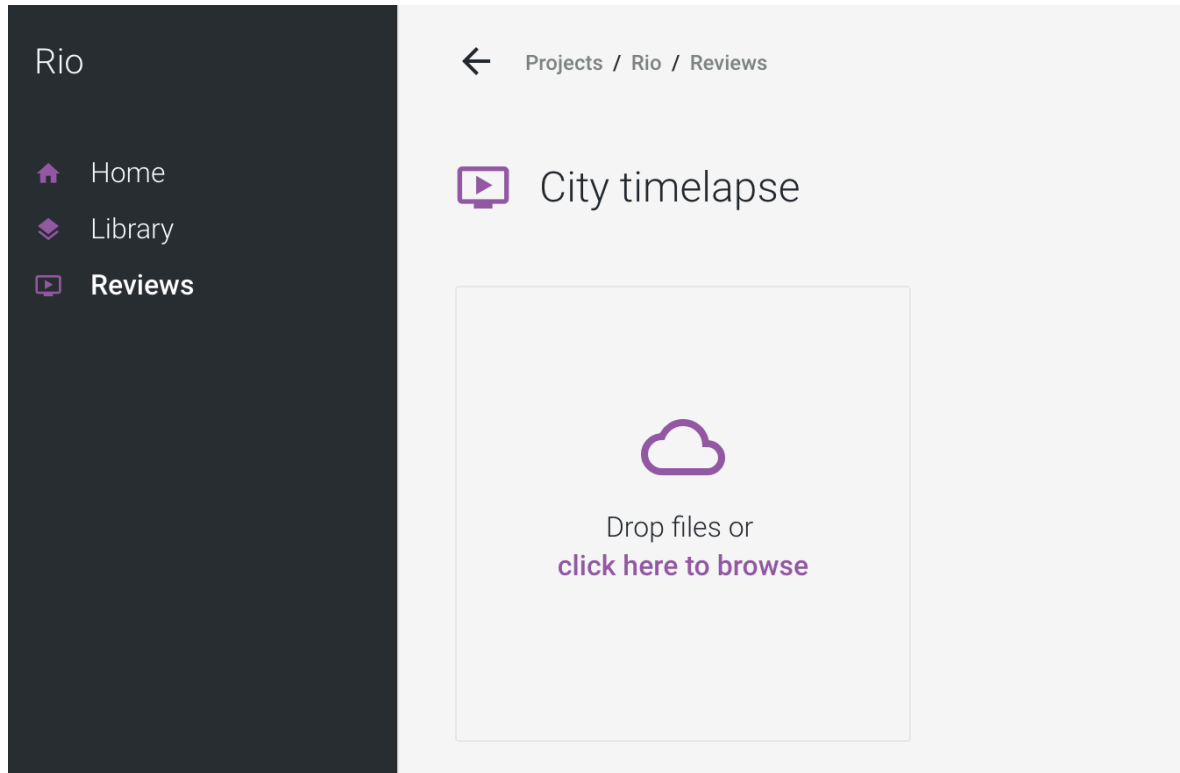 Rio
Home
Library
Reviews
Projects / Rio / Reviews
City timelapse
Drop files or
click here to browse